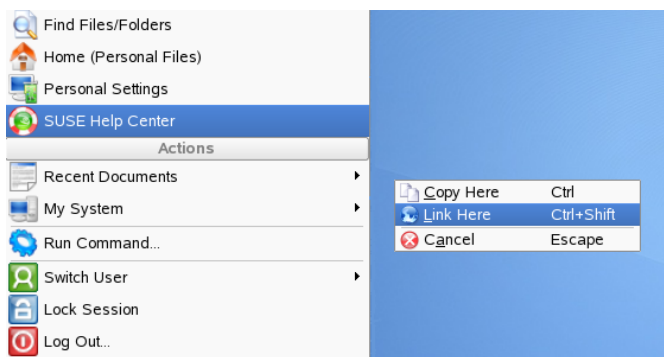 Find Files/Folders
Home (Personal Files)
Personal Settings
SUSE Help Center
Actions
Recent Documents
My System
Run Command...
Switch User
Lock Session
Log Out...
Copy Here Ctrl
Link Here Ctrl+Shift
Cancel Escape